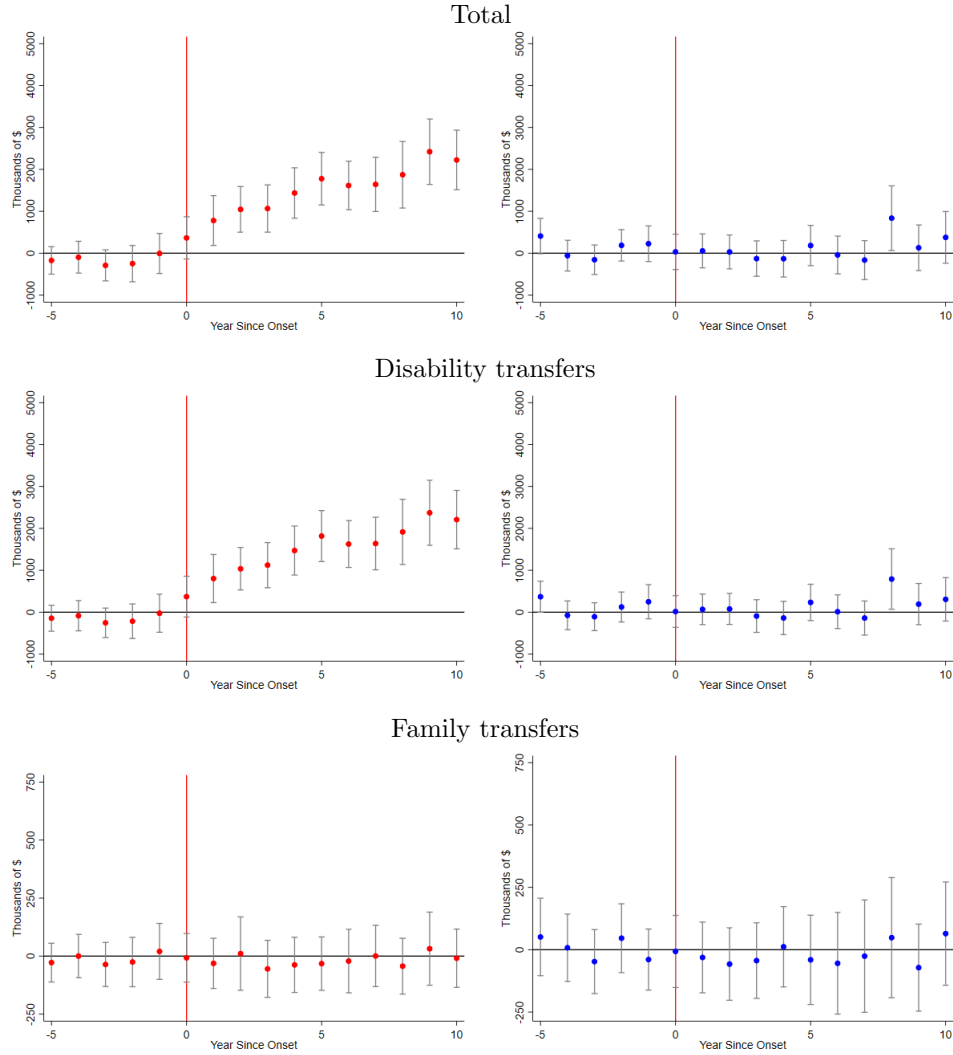 Total
Thousands of $
5000
4000
3000
2000
1000
0
-1000
-5 0 5 10
Year Since Onset
Thousands of $
5000
4000
3000
2000
1000
0
-1000
-5 0 5 10
Year Since Onset
Disability transfers
Thousands of $
5000
4000
3000
2000
1000
0
-1000
-5 0 5 10
Year Since Onset
Thousands of $
5000
4000
3000
2000
1000
0
-1000
-5 0 5 10
Year Since Onset
Family transfers
Thousands of $
750
500
250
0
-250
-5 0 5 10
Year Since Onset
Thousands of $
750
500
250
0
-250
-5 0 5 10
Year Since Onset